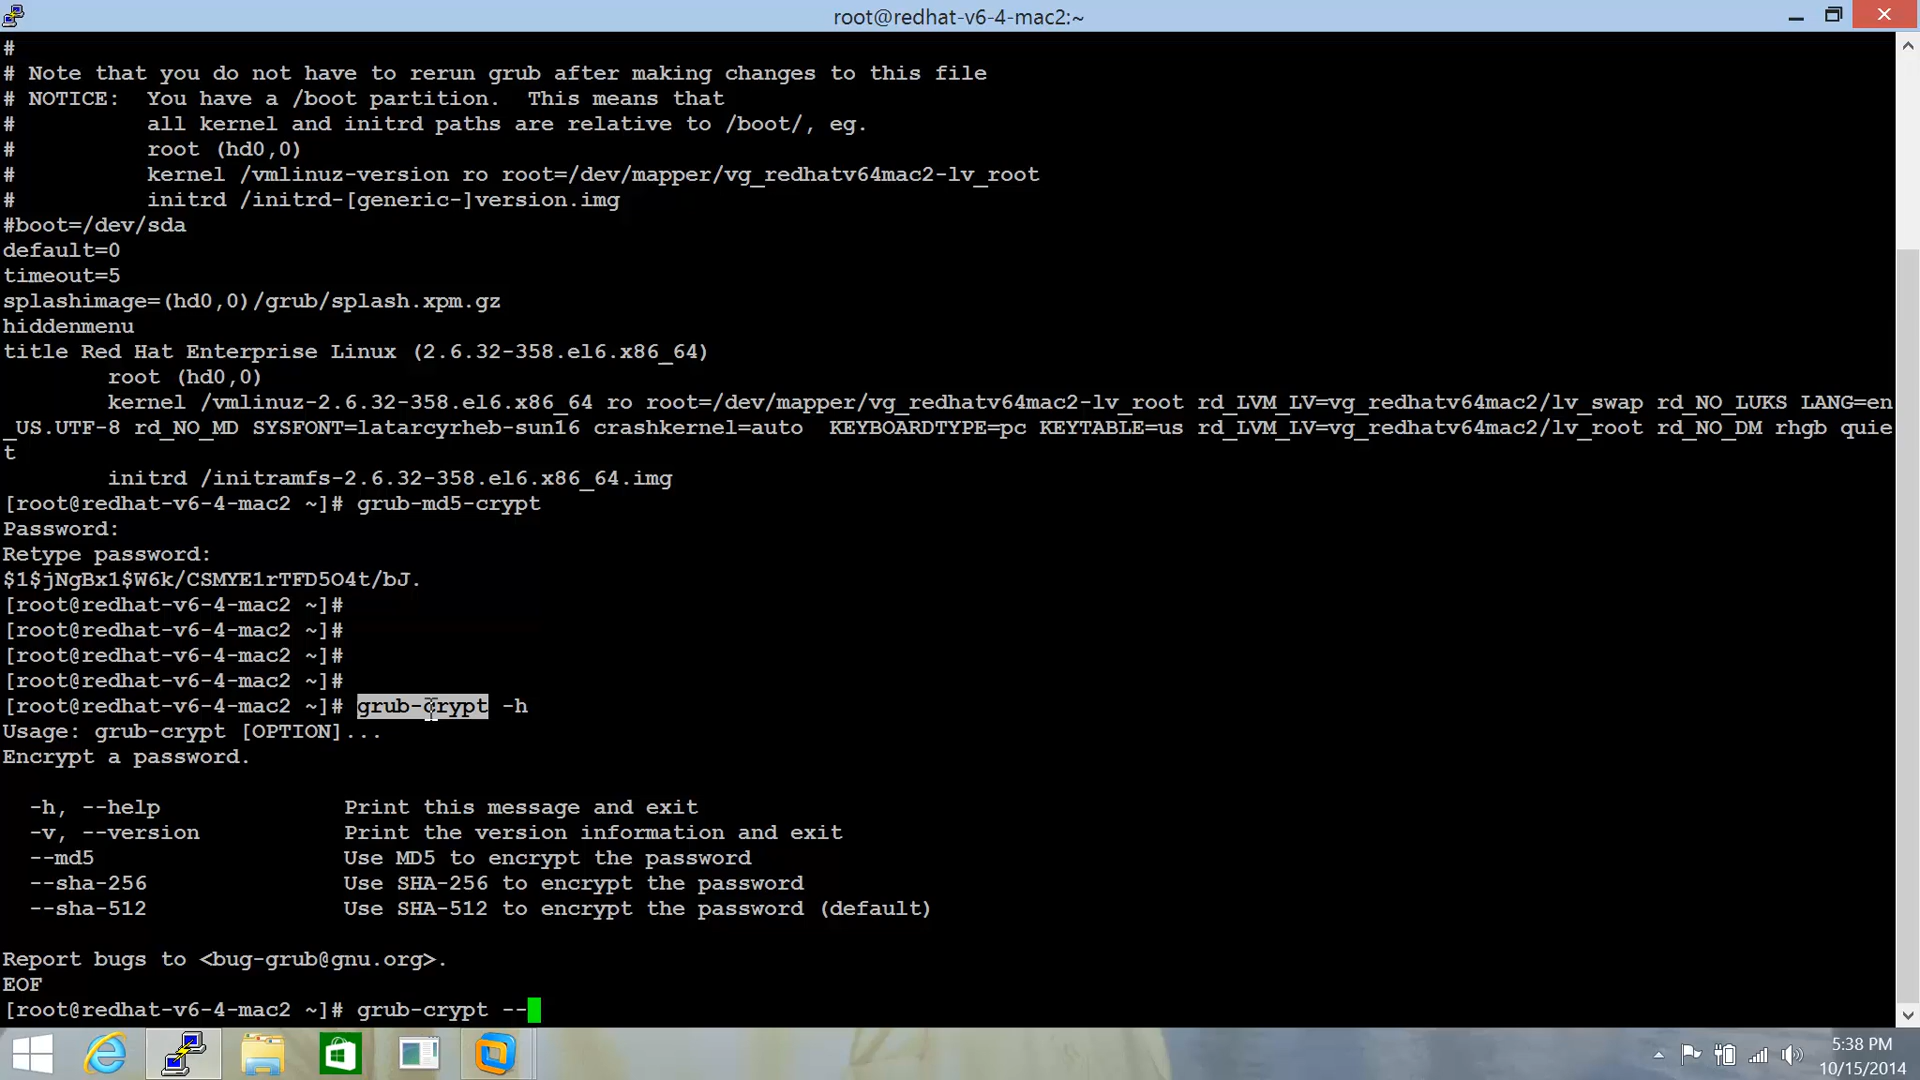 root@redhat-v6-4-mac2:~
#
# Note that you do not have to rerun grub after making changes to this file
# NOTICE:  You have a /boot partition.  This means that
#          all kernel and initrd paths are relative to /boot/, eg.
#          root (hd0,0)
#          kernel /vmlinuz-version ro root=/dev/mapper/vg_redhatv64mac2-lv_root
#          initrd /initrd-[generic-]version.img
#boot=/dev/sda
default=0
timeout=5
splashimage=(hd0,0)/grub/splash.xpm.gz
hiddenmenu
title Red Hat Enterprise Linux (2.6.32-358.el6.x86_64)
        root (hd0,0)
        kernel /vmlinuz-2.6.32-358.el6.x86_64 ro root=/dev/mapper/vg_redhatv64mac2-lv_root rd_LVM_LV=vg_redhatv64mac2/lv_swap rd_NO_LUKS LANG=en
_US.UTF-8 rd_NO_MD SYSFONT=latarcyrheb-sun16 crashkernel=auto  KEYBOARDTYPE=pc KEYTABLE=us rd_LVM_LV=vg_redhatv64mac2/lv_root rd_NO_DM rhgb quie
t
        initrd /initramfs-2.6.32-358.el6.x86_64.img
[root@redhat-v6-4-mac2 ~]# grub-md5-crypt
Password:
Retype password:
$1$jNgBx1$W6k/CSMYE1rTFD5O4t/bJ.
[root@redhat-v6-4-mac2 ~]#
[root@redhat-v6-4-mac2 ~]#
[root@redhat-v6-4-mac2 ~]#
[root@redhat-v6-4-mac2 ~]#
[root@redhat-v6-4-mac2 ~]# grub-crypt -h
Usage: grub-crypt [OPTION]...
Encrypt a password.
  -h, --help              Print this message and exit
  -v, --version           Print the version information and exit
  --md5                   Use MD5 to encrypt the password
  --sha-256               Use SHA-256 to encrypt the password
  --sha-512               Use SHA-512 to encrypt the password (default)
Report bugs to <bug-grub@gnu.org>.
EOF
[root@redhat-v6-4-mac2 ~]# grub-crypt --
5:38 PM
10/15/2014